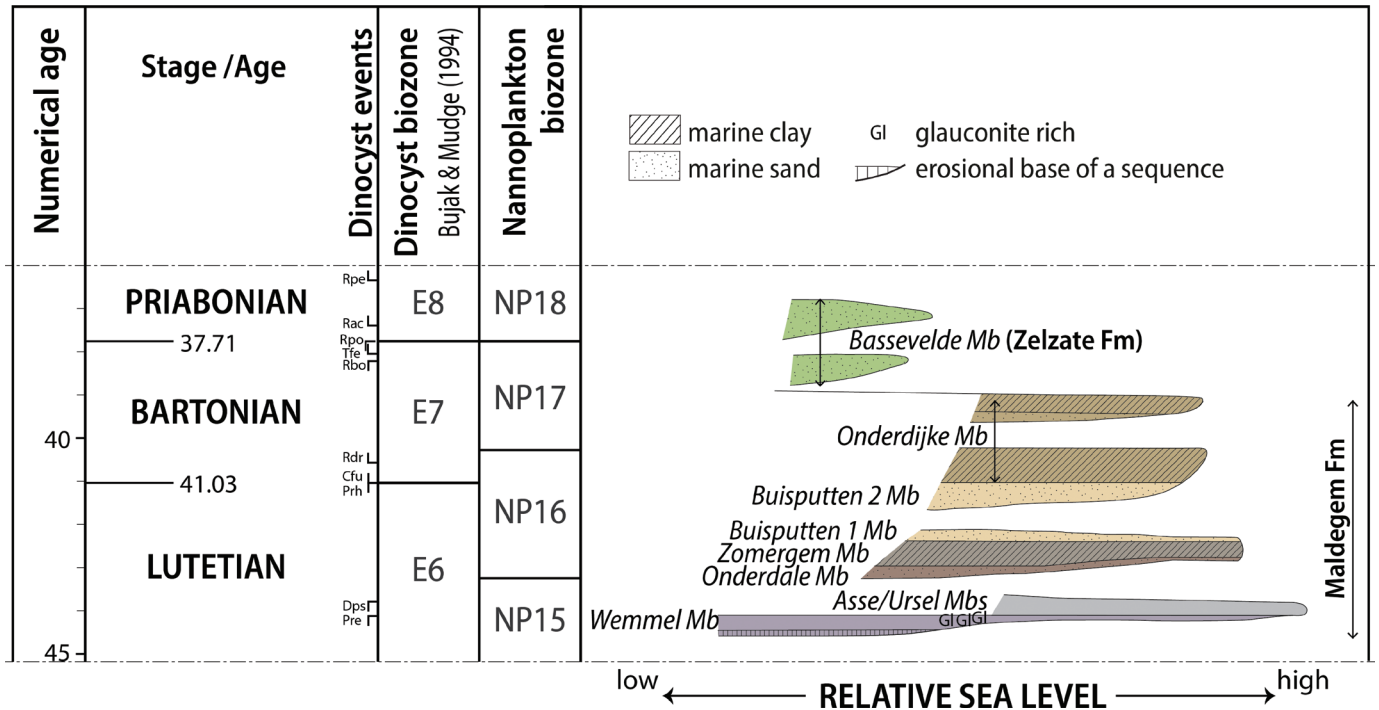 Numerical age
Stage /Age
Dinocyst events
Dinocyst biozone
Bujak & Mudge (1994)
Nannoplankton
biozone
marine clay
GI glauconite rich
marine sand
erosional base of a sequence
Rpe
PRIABONIAN
E8
NP18
Rac
37.71
Rpo
Tfe
Rbo
Bassevelde Mb (Zelzate Fm)
BARTONIAN
E7
NP17
40
Onderdijke Mb
Rdr
41.03
Cfu
Prh
Buisputten 2 Mb
NP16
Buisputten 1 Mb
Zomergem Mb
LUTETIAN
E6
Onderdale Mb
Maldegem Fm
Dps
Pre
NP15
Asse/Ursel Mbs
Wemmel Mb
GI GI GI
45
low
RELATIVE SEA LEVEL
high